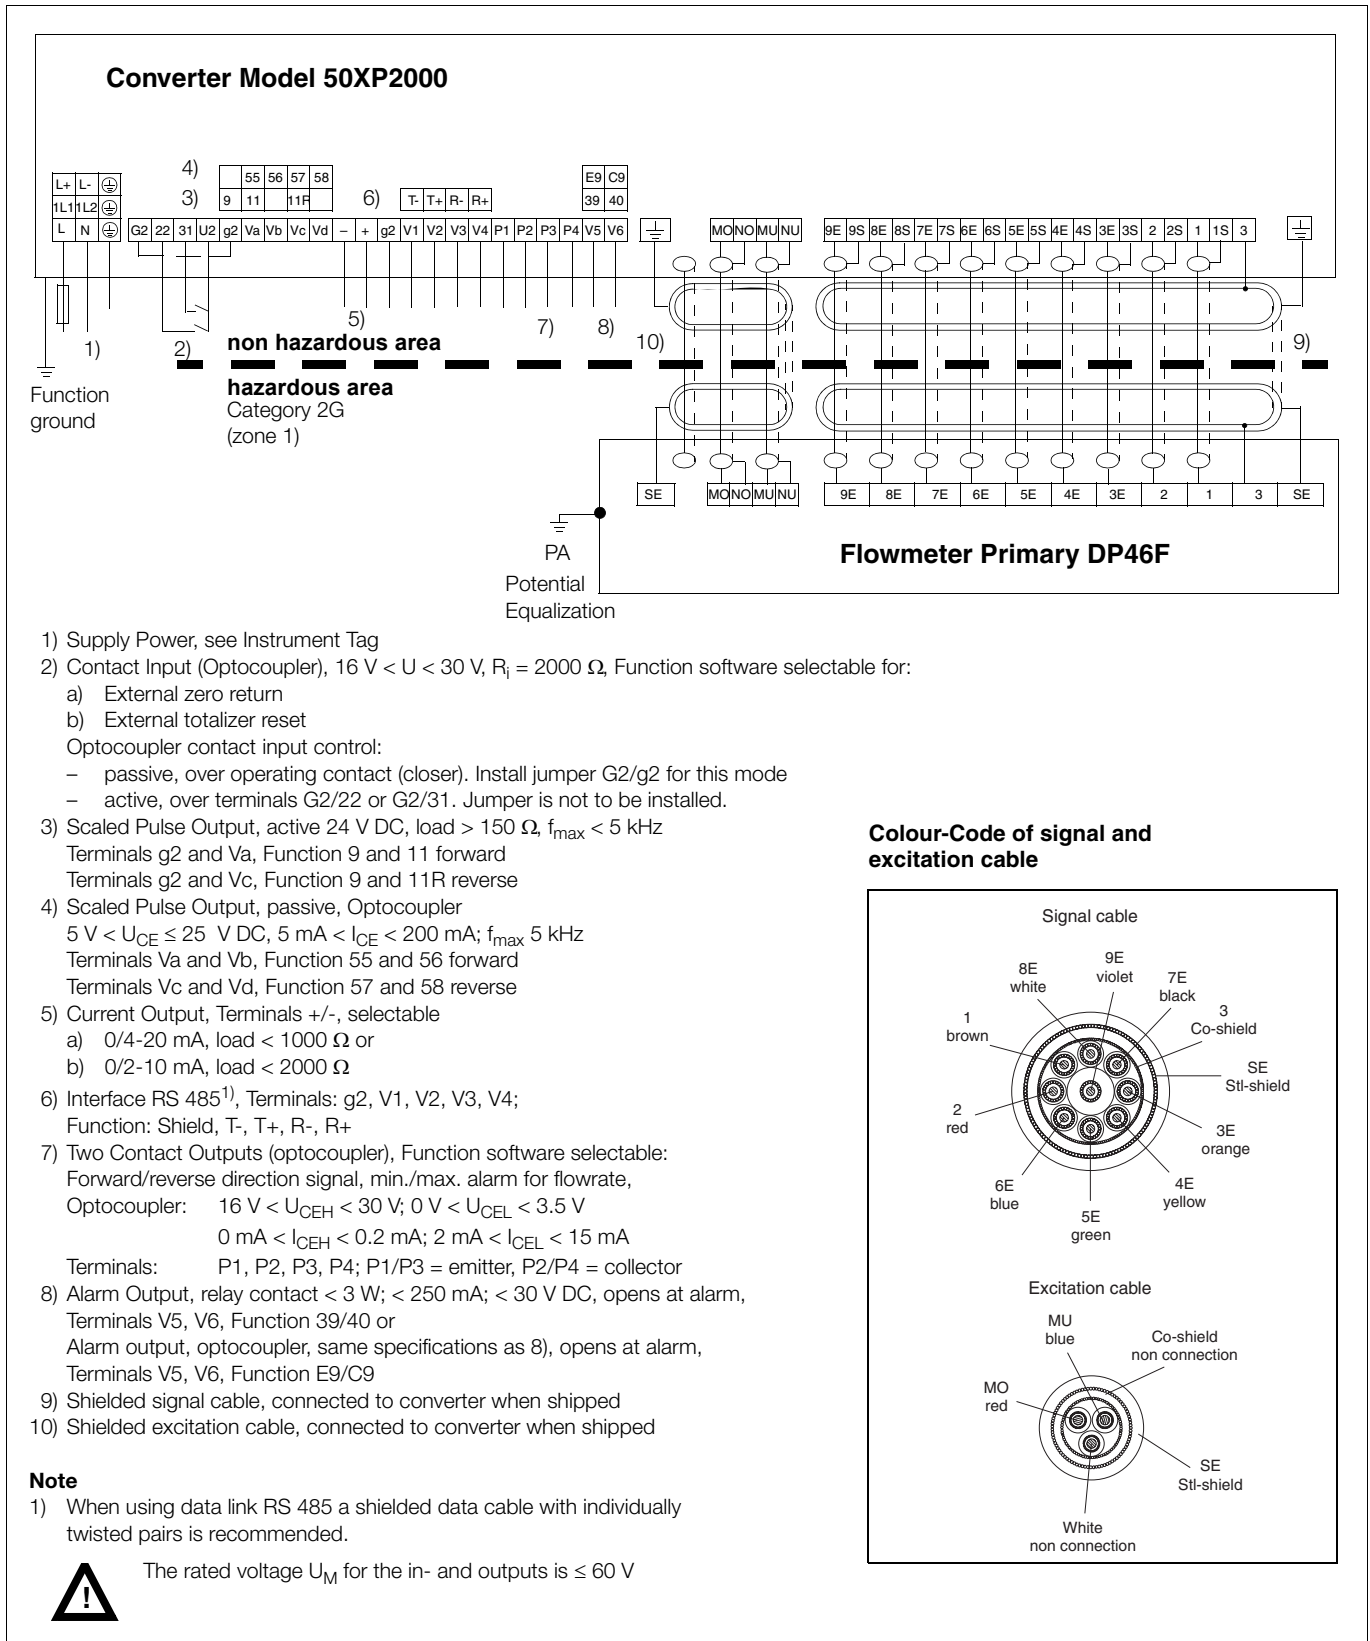 Converter Model 50XP2000
4) 55 56 57 58 E9 C9
L+ L-
3) 9 11 11R 6) T- T+ R- R+ 39 40
1L1 1L2
L N G2 22 31 U2 g2 Va Vb Vc Vd – + g2 V1 V2 V3 V4 P1 P2 P3 P4 V5 V6 MO NO MU NU 9E 9S 8E 8S 7E 7S 6E 6S 5E 5S 4E 4S 3E 3S 2 2S 1 1S 3
1) 2) 5) 7) 8) 10) 9)
non hazardous area
hazardous area
Category 2G
(zone 1)
Function
ground
SE MO NO MU NU 9E 8E 7E 6E 5E 4E 3E 2 1 3 SE
PA
Potential
Equalization
Flowmeter Primary DP46F
1) Supply Power, see Instrument Tag
2) Contact Input (Optocoupler), 16 V < U < 30 V, Ri = 2000 Ω, Function software selectable for:
a) External zero return
b) External totalizer reset
Optocoupler contact input control:
– passive, over operating contact (closer). Install jumper G2/g2 for this mode
– active, over terminals G2/22 or G2/31. Jumper is not to be installed.
3) Scaled Pulse Output, active 24 V DC, load > 150 Ω, fmax < 5 kHz
Terminals g2 and Va, Function 9 and 11 forward
Terminals g2 and Vc, Function 9 and 11R reverse
4) Scaled Pulse Output, passive, Optocoupler
5 V < UCE ≤ 25 V DC, 5 mA < ICE < 200 mA; fmax 5 kHz
Terminals Va and Vb, Function 55 and 56 forward
Terminals Vc and Vd, Function 57 and 58 reverse
5) Current Output, Terminals +/-, selectable
a) 0/4-20 mA, load < 1000 Ω or
b) 0/2-10 mA, load < 2000 Ω
6) Interface RS 485¹⁾, Terminals: g2, V1, V2, V3, V4;
Function: Shield, T-, T+, R-, R+
7) Two Contact Outputs (optocoupler), Function software selectable:
Forward/reverse direction signal, min./max. alarm for flowrate,
Optocoupler: 16 V < UCEH < 30 V; 0 V < UCEL < 3.5 V
0 mA < ICEH < 0.2 mA; 2 mA < ICEL < 15 mA
Terminals: P1, P2, P3, P4; P1/P3 = emitter, P2/P4 = collector
8) Alarm Output, relay contact < 3 W; < 250 mA; < 30 V DC, opens at alarm,
Terminals V5, V6, Function 39/40 or
Alarm output, optocoupler, same specifications as 8), opens at alarm,
Terminals V5, V6, Function E9/C9
9) Shielded signal cable, connected to converter when shipped
10) Shielded excitation cable, connected to converter when shipped
Note
1) When using data link RS 485 a shielded data cable with individually
twisted pairs is recommended.
!
The rated voltage UM for the in- and outputs is ≤ 60 V
Colour-Code of signal and
excitation cable
Signal cable
9E
violet
8E
white
7E
black
1
brown
3
Co-shield
SE
Stl-shield
2
red
3E
orange
6E
blue
4E
yellow
5E
green
Excitation cable
MU
blue
Co-shield
non connection
MO
red
SE
Stl-shield
White
non connection